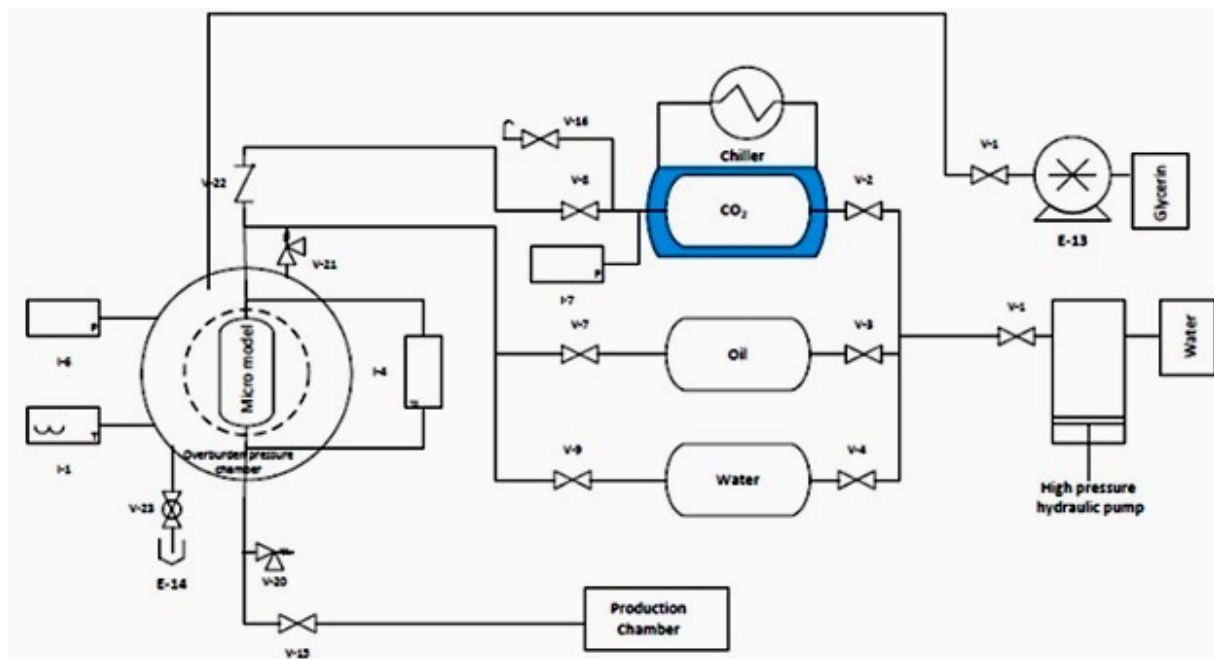 V-16
Chiller
V-1
Glycerin
V-22
V-8
CO₂
V-2
E-13
V-21
P
I-7
V-1
Water
P
I-6
Micro model
I-4
V-7
Oil
V-3
T
I-1
Overburden pressure
chamber
V-9
Water
V-4
High pressure
hydraulic pump
V-23
E-14
V-20
Production
Chamber
V-15